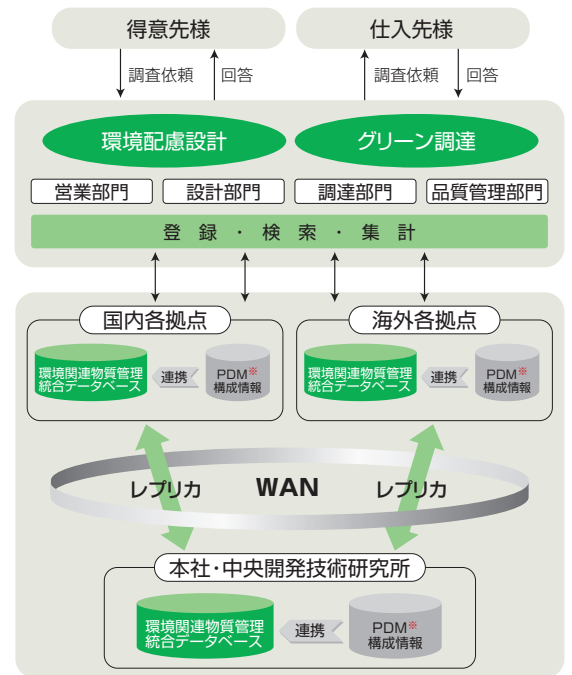 得意先様
仕入先様
調査依頼
回答
調査依頼
回答
環境配慮設計
グリーン調達
営業部門
設計部門
調達部門
品質管理部門
登録・検索・集計
国内各拠点
環境関連物質管理
統合データベース
連携
PDM※
構成情報
海外各拠点
環境関連物質管理
統合データベース
連携
PDM※
構成情報
レプリカ
WAN
レプリカ
本社・中央開発技術研究所
環境関連物質管理
統合データベース
連携
PDM※
構成情報